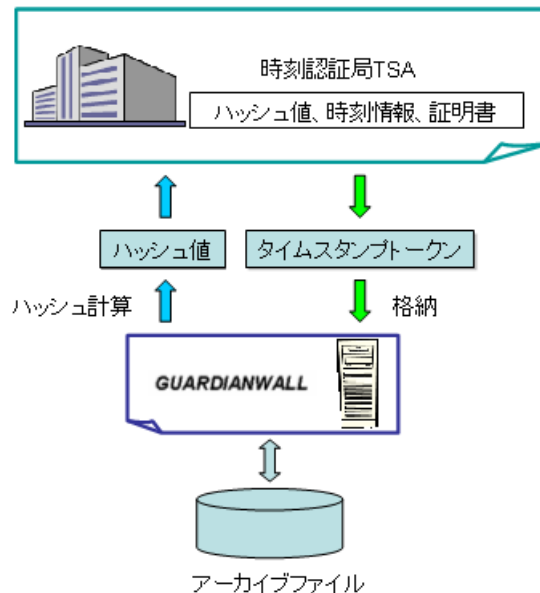 時刻認証局TSA
ハッシュ値、時刻情報、証明書
ハッシュ値
タイムスタンプトークン
ハッシュ計算
格納
GUARDIANWALL
アーカイブファイル